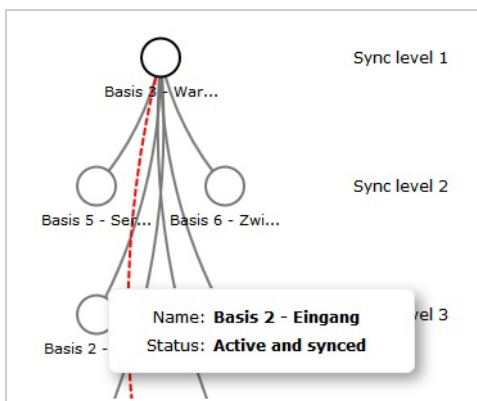 Sync level 1
Basis 3 - War...
Sync level 2
Basis 5 - Ser...
Basis 6 - Zwi...
Name: Basis 2 - Eingang
vel 3
Status: Active and synced
Basis 2 -